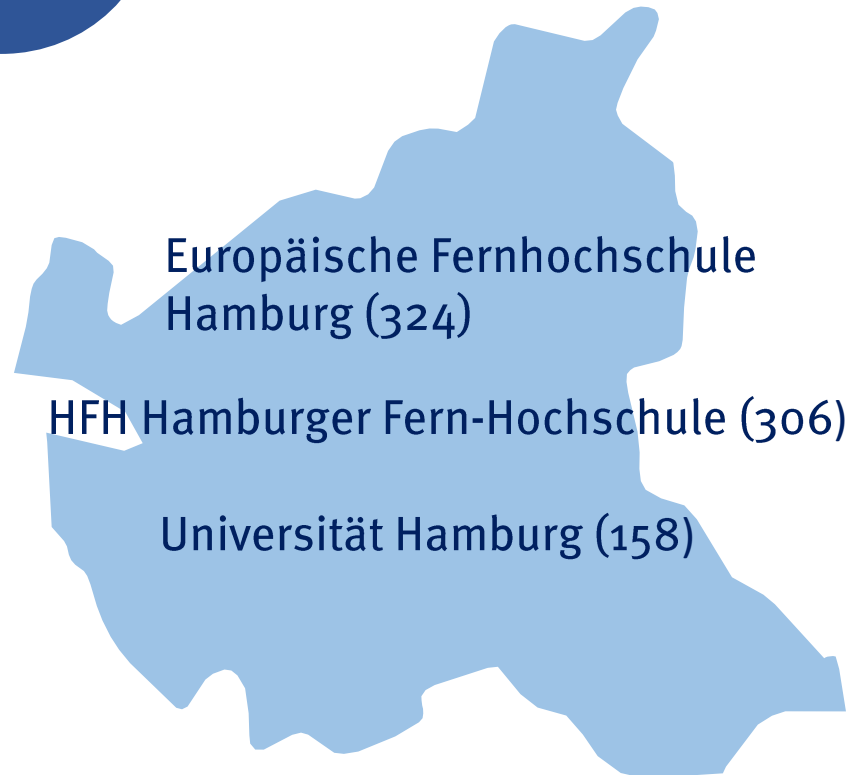 Europäische Fernhochschule
Hamburg (324)
HFH Hamburger Fern-Hochschule (306)
Universität Hamburg (158)